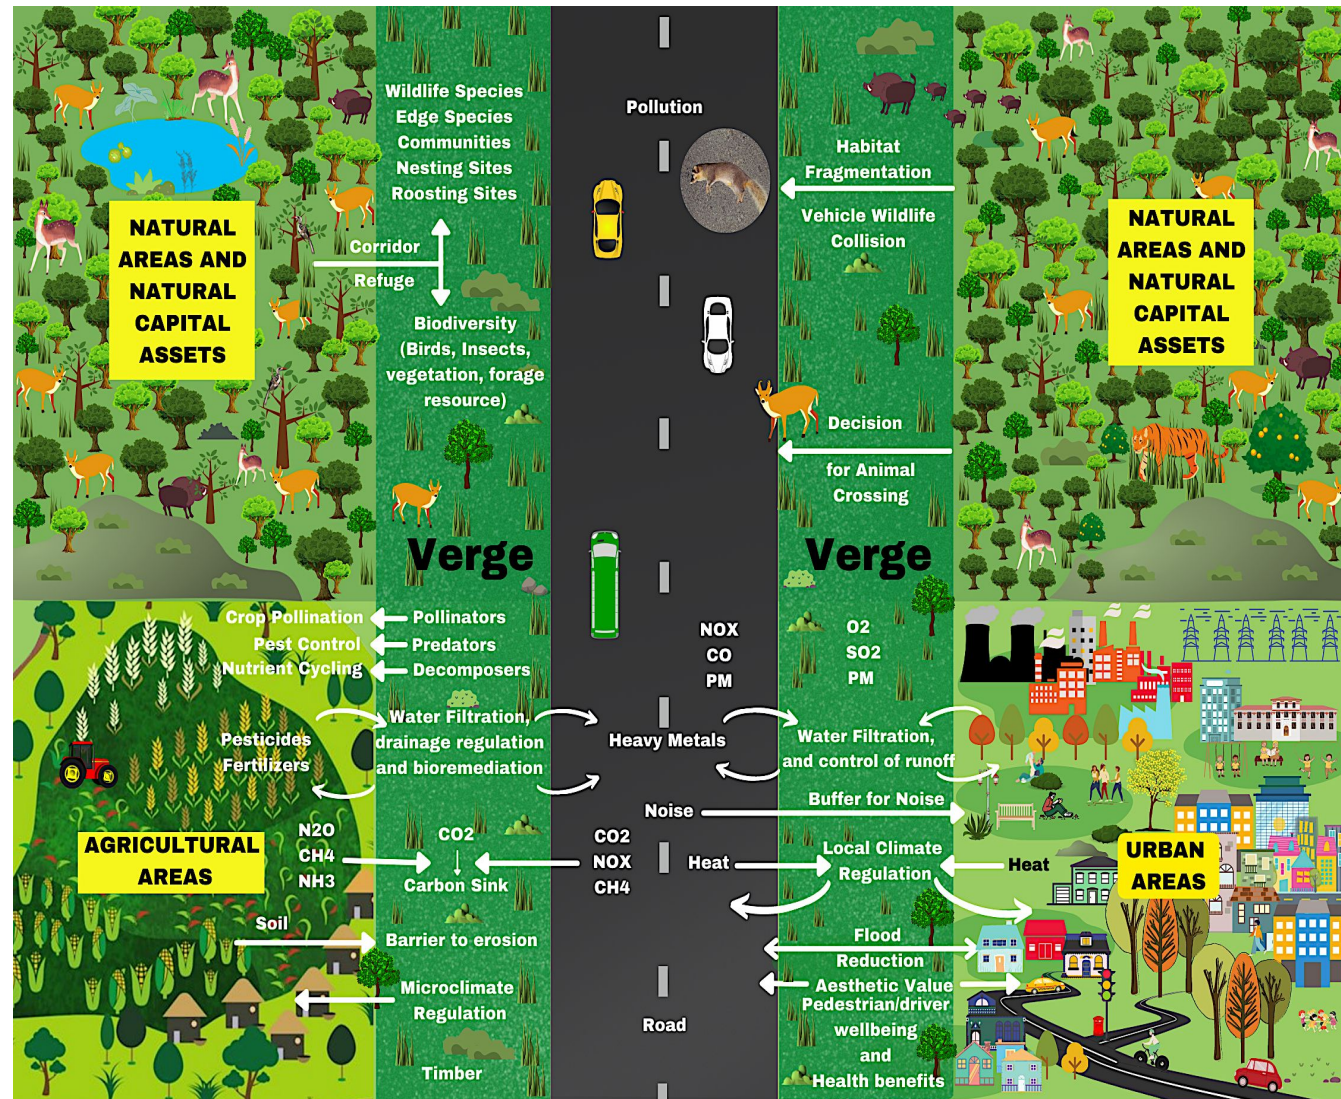 NATURAL
AREAS AND
NATURAL
CAPITAL
ASSETS
Wildlife Species
Edge Species
Communities
Nesting Sites
Roosting Sites
Corridor
Refuge
Biodiversity
(Birds, Insects,
vegetation, forage
resource)
Verge
Pollution
Habitat
Fragmentation
Vehicle Wildlife
Collision
Decision
for Animal
Crossing
Verge
NATURAL
AREAS AND
NATURAL
CAPITAL
ASSETS
Crop Pollination
Pollinators
Pest Control
Predators
Nutrient Cycling
Decomposers
Pesticides
Fertilizers
Water Filtration,
drainage regulation
and bioremediation
AGRICULTURAL
AREAS
N2O
CH4
NH3
CO2
Carbon Sink
CO2
NOX
CH4
Soil
Barrier to erosion
Microclimate
Regulation
Timber
NOX
CO
PM
Heavy Metals
Noise
Heat
Road
O2
SO2
PM
Water Filtration,
and control of runoff
Buffer for Noise
Local Climate
Regulation
Heat
URBAN
AREAS
Flood
Reduction
Aesthetic Value
Pedestrian/driver
wellbeing
and
Health benefits